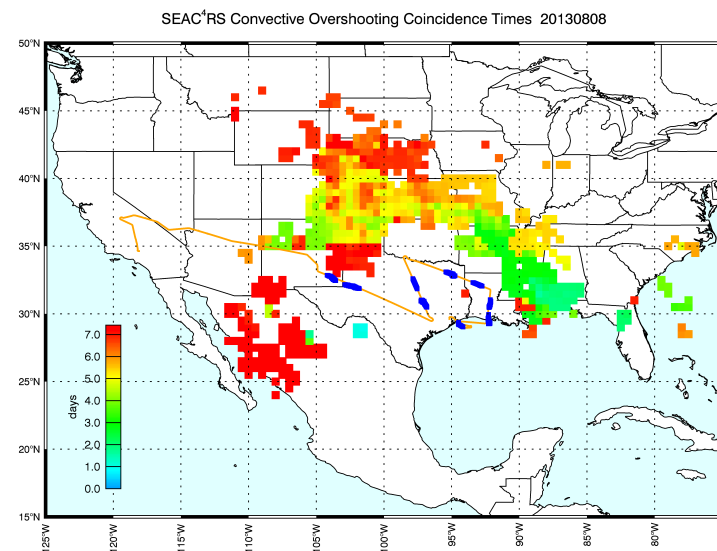 SEAC⁴RS Convective Overshooting Coincidence Times 20130808
50°N
45°N
40°N
35°N
30°N
25°N
20°N
15°N
7.0
6.0
5.0
4.0
3.0
2.0
1.0
0.0
days
125°W
120°W
115°W
110°W
105°W
100°W
95°W
90°W
85°W
80°W